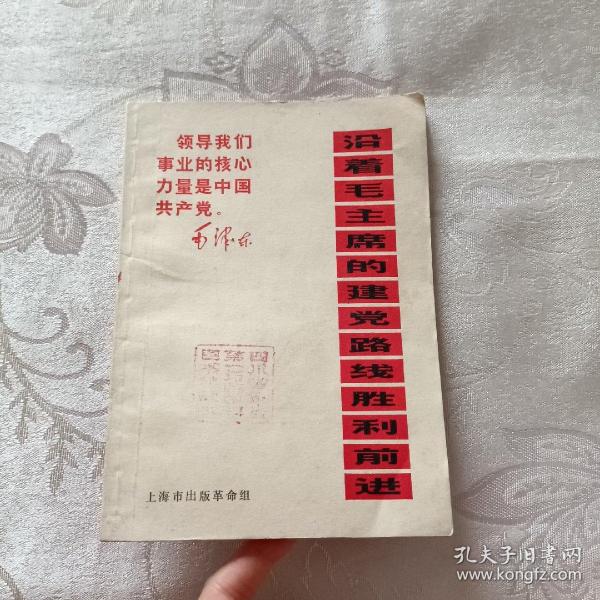 领导我们
事业的核心
力量是中国
共产党。
毛泽东
沿着毛主席的建党路线胜利前进
上海市出版革命组
孔夫子旧书网
www.kongfz.com